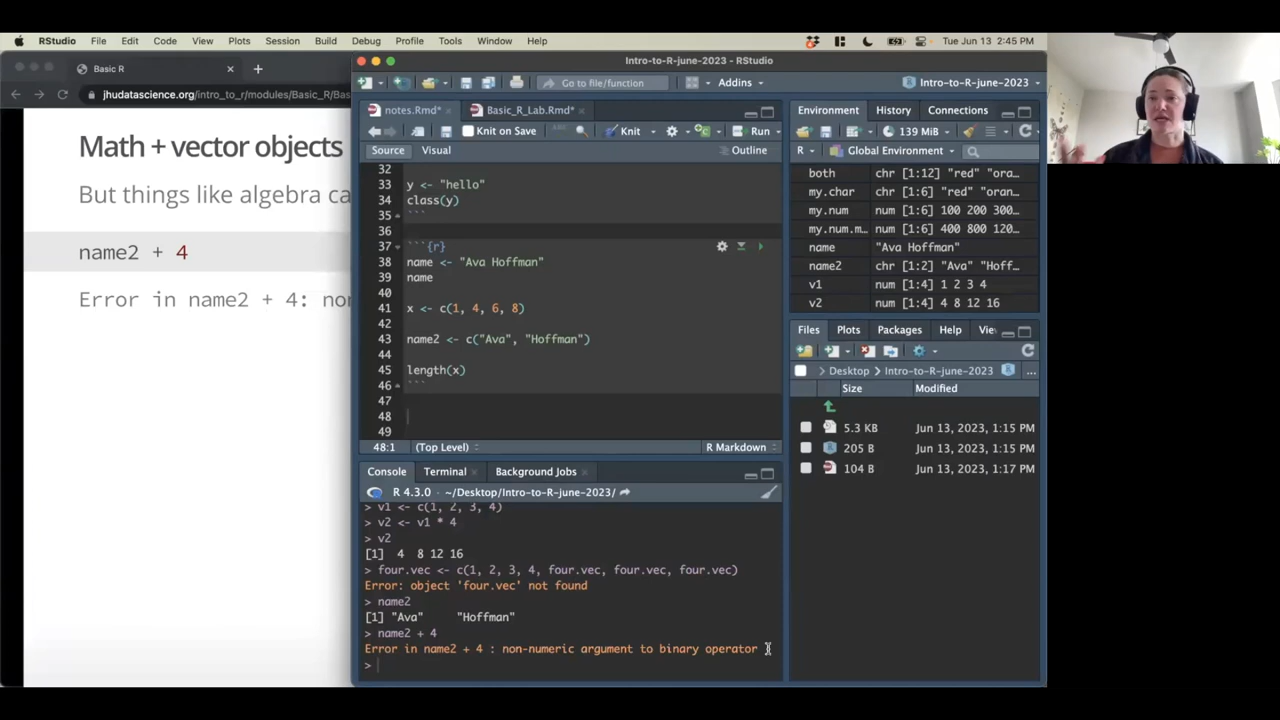 RStudio File Edit Code View Plots Session Build Debug Profile Tools Window Help Tue Jun 13 2:45 PM
Basic R
jhudatascience.org/intro_to_r/modules/Basic_R/Bas
Math + vector objects
But things like algebra ca
name2 + 4
Error in name2 + 4: no
Intro-to-R-june-2023 - RStudio
Go to file/function Addins Intro-to-R-june-2023
notes.Rmd* Basic_R_Lab.Rmd*
Knit on Save ABC Knit Run
Source Visual Outline
32
33 y <- "hello"
34 class(y)
35 ```
36
37 ```{r}
38 name <- "Ava Hoffman"
39 name
40
41 x <- c(1, 4, 6, 8)
42
43 name2 <- c("Ava", "Hoffman")
44
45 length(x)
46 ```
47
48
49
48:1 (Top Level) R Markdown
Console Terminal Background Jobs
R 4.3.0 · ~/Desktop/Intro-to-R-june-2023/
> v1 <- c(1, 2, 3, 4)
> v2 <- v1 * 4
> v2
[1] 4 8 12 16
> four.vec <- c(1, 2, 3, 4, four.vec, four.vec, four.vec)
Error: object 'four.vec' not found
> name2
[1] "Ava" "Hoffman"
> name2 + 4
Error in name2 + 4 : non-numeric argument to binary operator
>
Environment History Connections
139 MiB
R Global Environment
both chr [1:12] "red" "ora…
my.char chr [1:6] "red" "oran…
my.num num [1:6] 100 200 300…
my.num.m… num [1:6] 400 800 120…
name "Ava Hoffman"
name2 chr [1:2] "Ava" "Hoff…
v1 num [1:4] 1 2 3 4
v2 num [1:4] 4 8 12 16
Files Plots Packages Help Vie
Desktop Intro-to-R-june-2023 ...
Size Modified
5.3 KB Jun 13, 2023, 1:15 PM
205 B Jun 13, 2023, 1:15 PM
104 B Jun 13, 2023, 1:17 PM